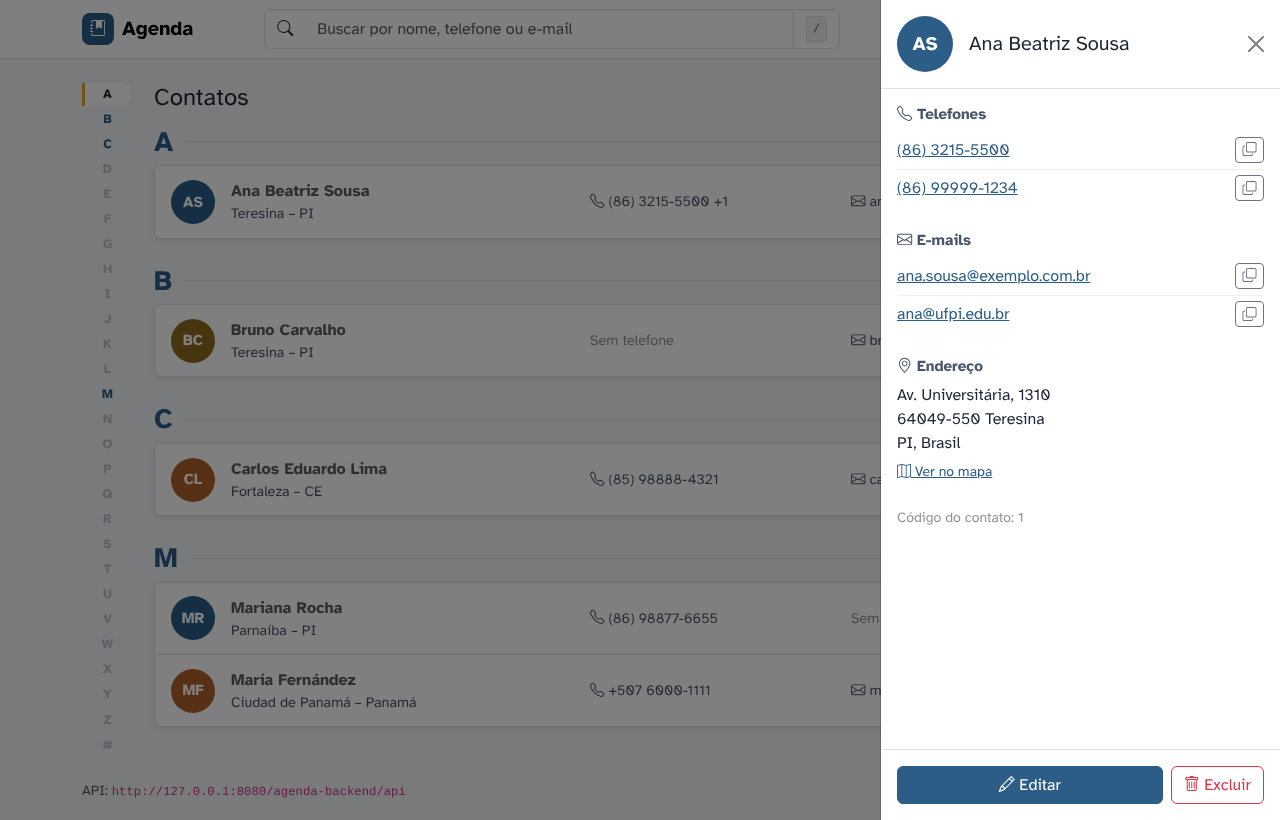 Agenda
Buscar por nome, telefone ou e-mail
/
A
B
C
D
E
F
G
H
I
J
K
L
M
N
O
P
Q
R
S
T
U
V
W
X
Y
Z
#
Contatos
A
AS
Ana Beatriz Sousa
Teresina – PI
(86) 3215-5500 +1
B
BC
Bruno Carvalho
Teresina – PI
Sem telefone
C
CL
Carlos Eduardo Lima
Fortaleza – CE
(85) 98888-4321
M
MR
Mariana Rocha
Parnaíba – PI
(86) 98877-6655
Sem
MF
María Fernández
Ciudad de Panamá – Panamá
+507 6000-1111
API: http://127.0.0.1:8080/agenda-backend/api
AS
Ana Beatriz Sousa
Telefones
(86) 3215-5500
(86) 99999-1234
E-mails
ana.sousa@exemplo.com.br
ana@ufpi.edu.br
Endereço
Av. Universitária, 1310
64049-550 Teresina
PI, Brasil
Ver no mapa
Código do contato: 1
Editar
Excluir